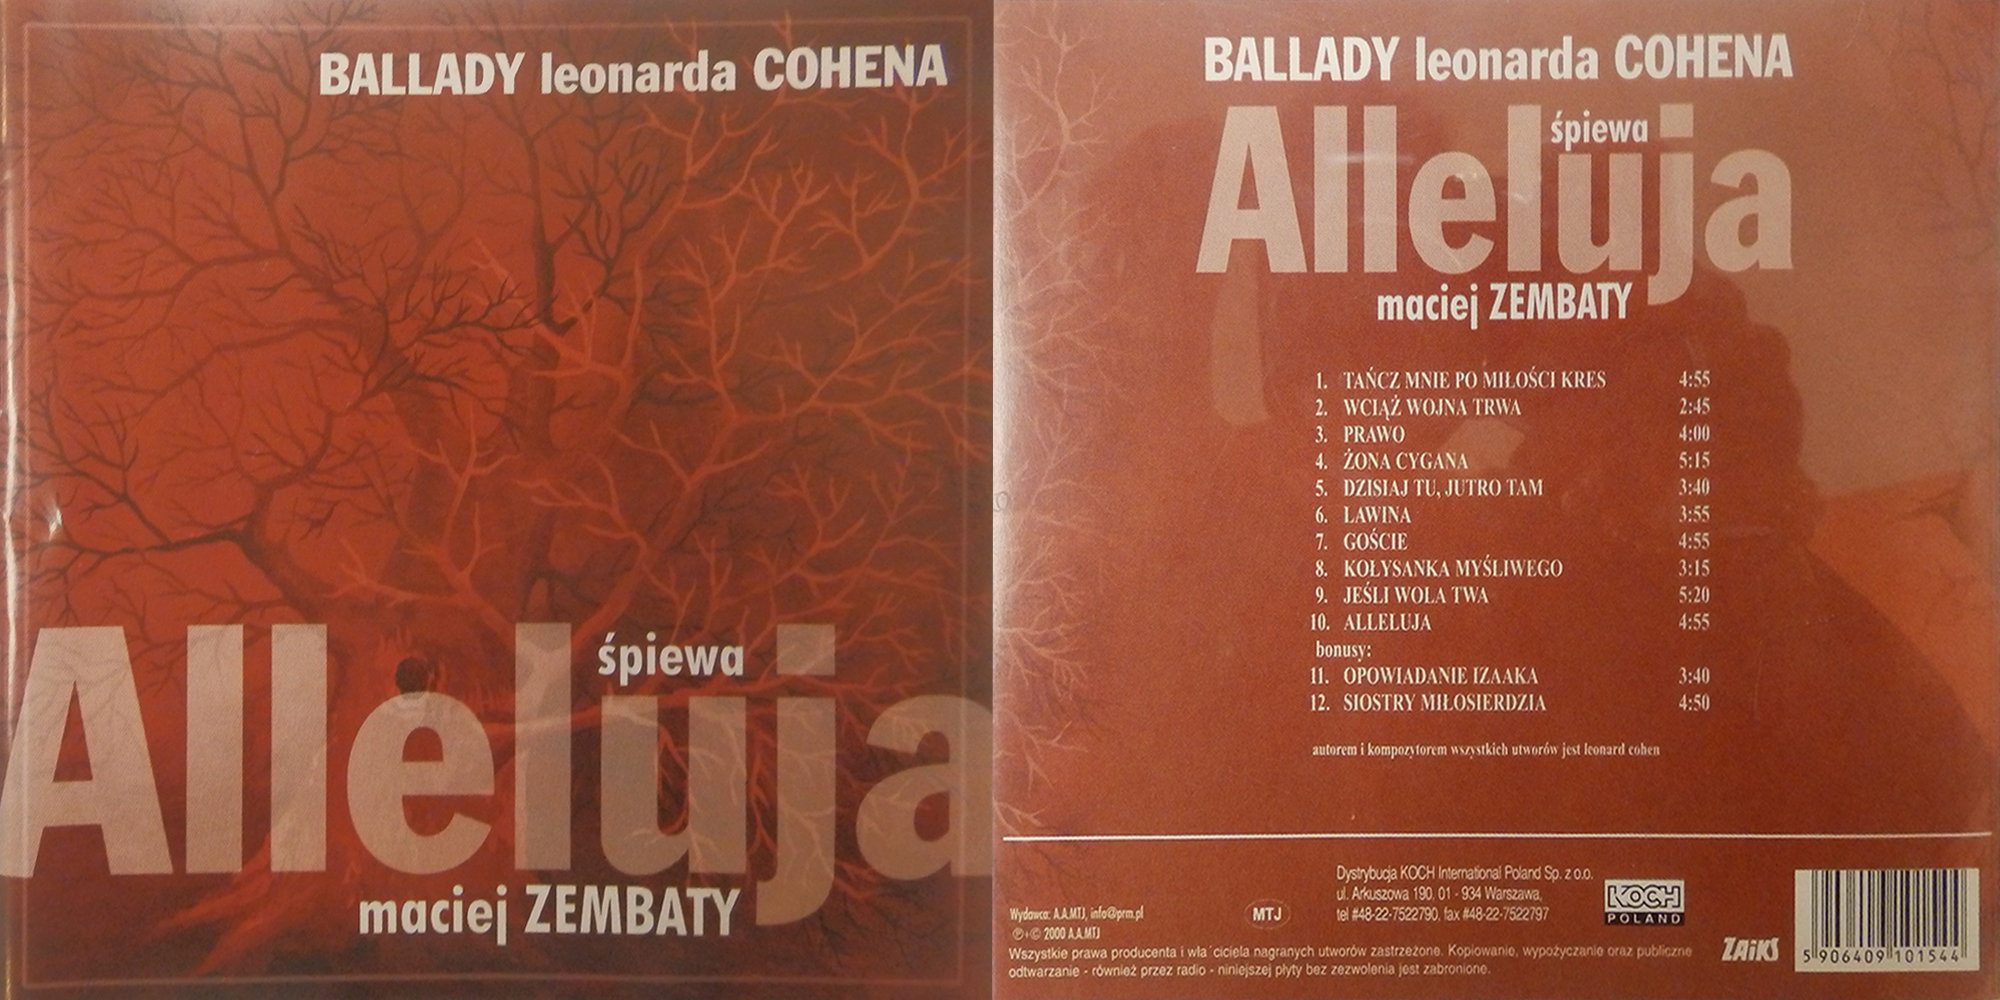 BALLADY leonarda COHENA
śpiewa
Alleluja
maciej ZEMBATY
BALLADY leonarda COHENA
śpiewa
Alleluja
maciej ZEMBATY
1. TAŃCZ MNIE PO MIŁOŚCI KRES 4:55
2. WCIĄŻ WOJNA TRWA 2:45
3. PRAWO 4:00
4. ŻONA CYGANA 5:15
5. DZISIAJ TU, JUTRO TAM 3:40
6. LAWINA 3:55
7. GOŚCIE 4:55
8. KOŁYSANKA MYŚLIWEGO 3:15
9. JEŚLI WOLA TWA 5:20
10. ALLELUJA 4:55
bonusy:
11. OPOWIADANIE IZAAKA 3:40
12. SIOSTRY MIŁOSIERDZIA 4:50
autorem i kompozytorem wszystkich utworów jest leonard cohen
Dystrybucja KOCH International Poland Sp. z o.o.
ul. Arkuszowa 190. 01 - 934 Warszawa,
tel #48-22-7522790, fax #48-22-7522797
KOCH
POLAND
Wydawca: A.A.MTJ, info@prm.pl
℗+© 2000 A.A.MTJ
MTJ
Wszystkie prawa producenta i wła´ciciela nagranych utworów zastrzeżone. Kopiowanie, wypożyczanie oraz publiczne
odtwarzanie - również przez radio - niniejszej płyty bez zezwolenia jest zabronione.
ZAiKS
5 906409 101544